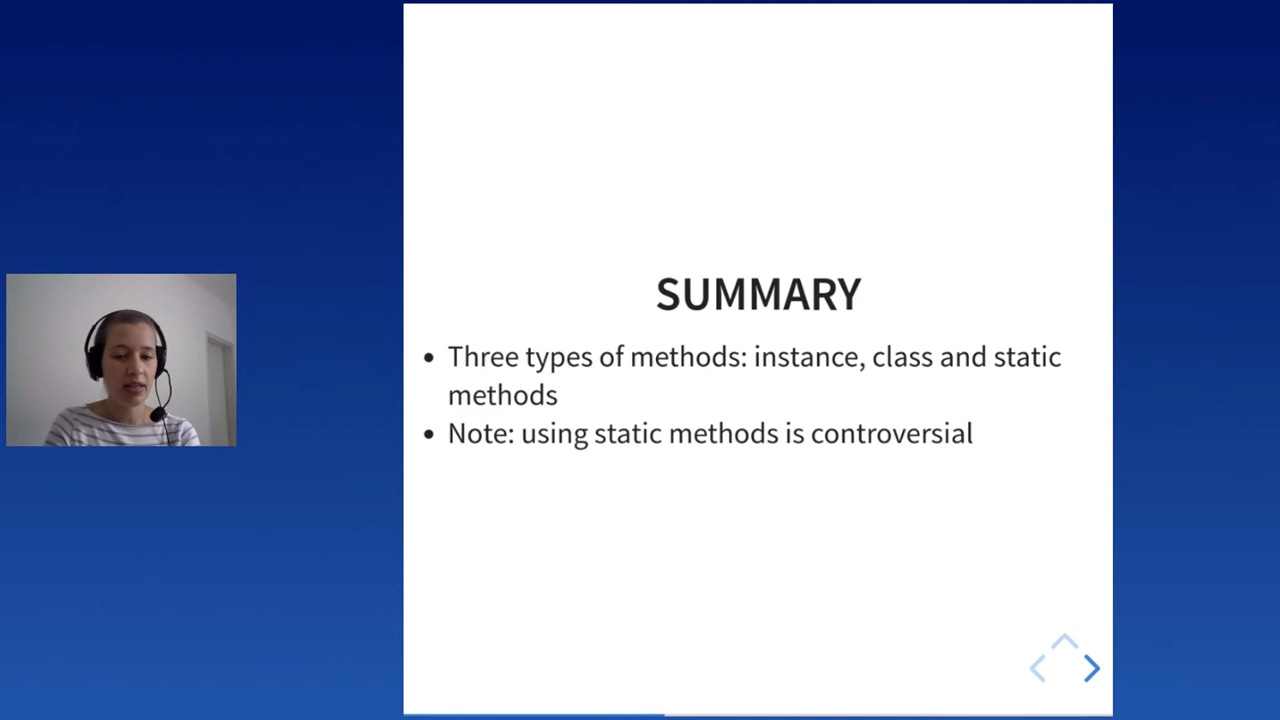 SUMMARY
• Three types of methods: instance, class and static
methods
• Note: using static methods is controversial